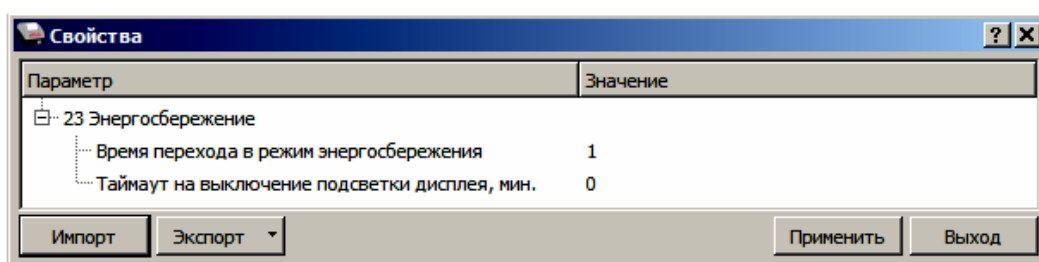 Свойства
Параметр Значение
23 Энергосбережение
Время перехода в режим энергосбережения 1
Таймаут на выключение подсветки дисплея, мин. 0
Импорт Экспорт Применить Выход